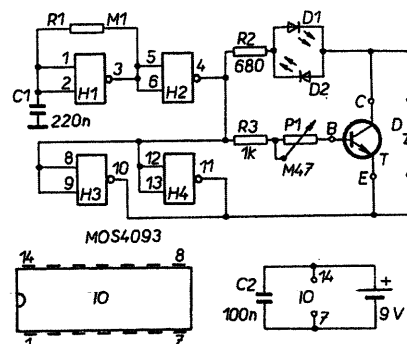 R1 M1 D1
1 5 4 R2
3 680
2 6
C1 H1 H2 D2
220n C
R3 P1 B D
8 10 12 11 1k T
9 13 M47 E
H3 H4
MOS4093
14 8
IO
1 7
C2 14 +
IO
100n 7 9 V